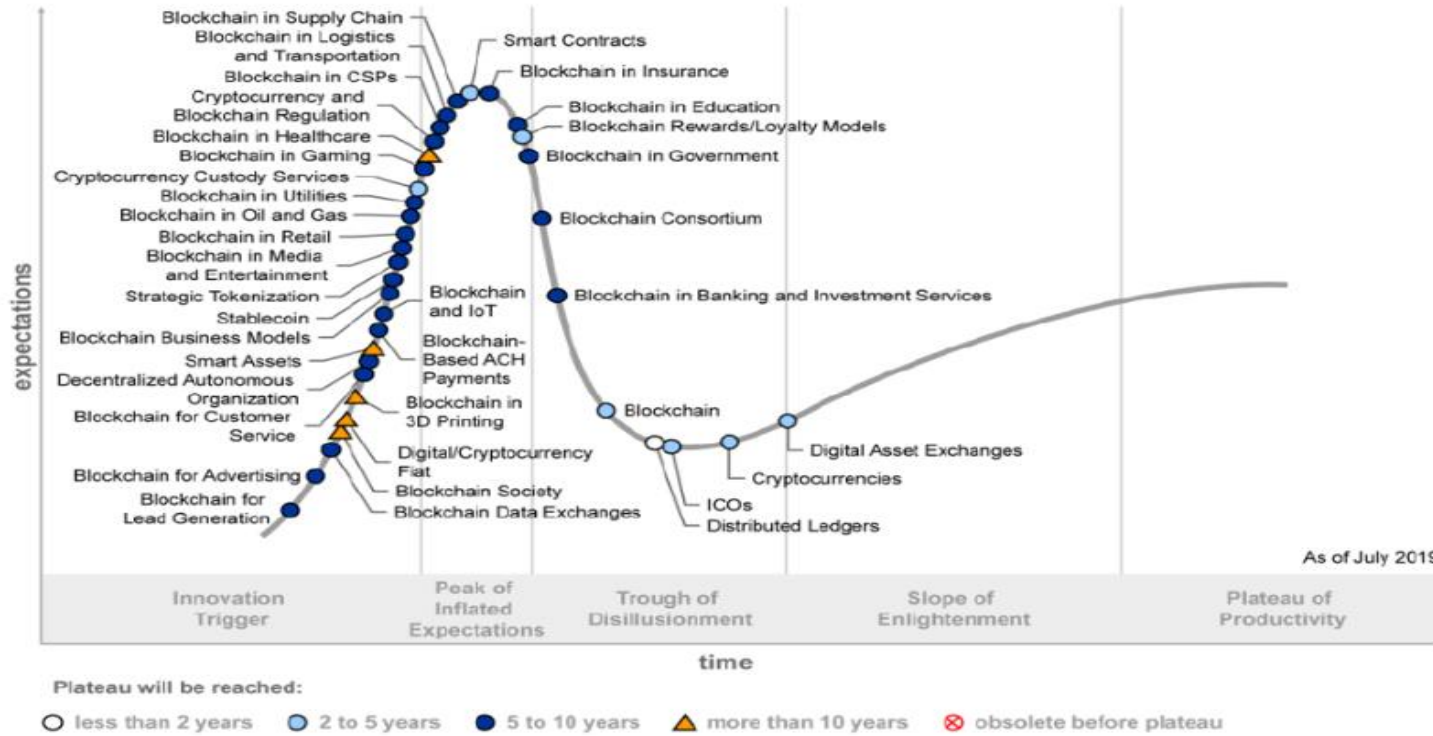 Blockchain in Supply Chain
Blockchain in Logistics
and Transportation
Blockchain in CSPs
Cryptocurrency and
Blockchain Regulation
Blockchain in Healthcare
Blockchain in Gaming
Cryptocurrency Custody Services
Blockchain in Utilities
Blockchain in Oil and Gas
Blockchain in Retail
Blockchain in Media
and Entertainment
Strategic Tokenization
Stablecoin
Blockchain Business Models
Smart Assets
Decentralized Autonomous
Organization
Blockchain for Customer
Service
Blockchain for Advertising
Blockchain for
Lead Generation
Smart Contracts
Blockchain in Insurance
Blockchain in Education
Blockchain Rewards/Loyalty Models
Blockchain in Government
Blockchain Consortium
Blockchain in Banking and Investment Services
Blockchain
and IoT
Blockchain-
Based ACH
Payments
Blockchain in
3D Printing
Digital/Cryptocurrency
Fiat
Blockchain Society
Blockchain Data Exchanges
Blockchain
Digital Asset Exchanges
Cryptocurrencies
ICOs
Distributed Ledgers
As of July 2019
expectations
Innovation
Trigger
Peak of
Inflated
Expectations
Trough of
Disillusionment
Slope of
Enlightenment
Plateau of
Productivity
time
Plateau will be reached:
less than 2 years
2 to 5 years
5 to 10 years
more than 10 years
obsolete before plateau